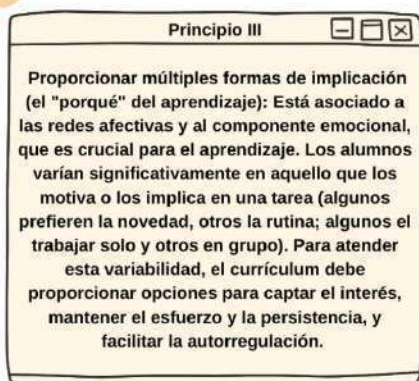 Principio III
Proporcionar múltiples formas de implicación
(el "porqué" del aprendizaje): Está asociado a
las redes afectivas y al componente emocional,
que es crucial para el aprendizaje. Los alumnos
varían significativamente en aquello que los
motiva o los implica en una tarea (algunos
prefieren la novedad, otros la rutina; algunos el
trabajar solo y otros en grupo). Para atender
esta variabilidad, el currículum debe
proporcionar opciones para captar el interés,
mantener el esfuerzo y la persistencia, y
facilitar la autorregulación.